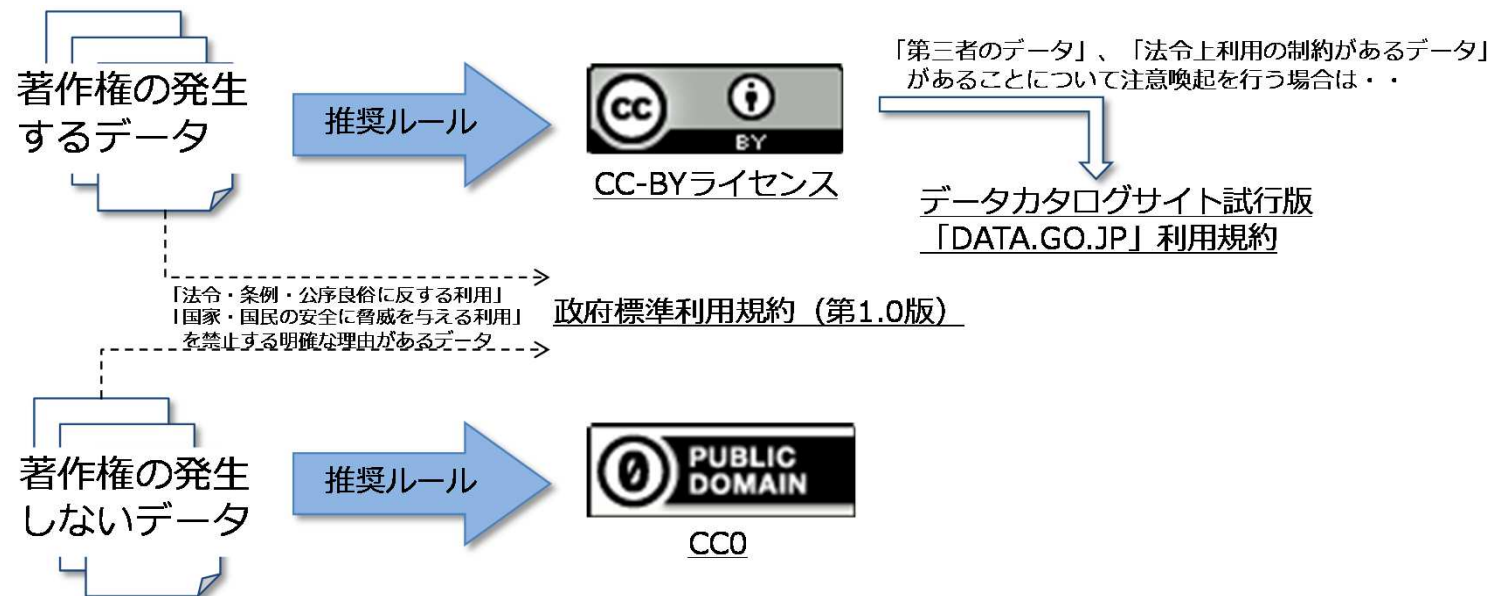 著作権の発生
するデータ
推奨ルール
CC
BY
CC-BYライセンス
「第三者のデータ」、「法令上利用の制約があるデータ」
があることについて注意喚起を行う場合は・・
データカタログサイト試行版
「DATA.GO.JP」利用規約
「法令・条例・公序良俗に反する利用」
「国家・国民の安全に脅威を与える利用」
を禁止する明確な理由があるデータ
政府標準利用規約（第1.0版）
著作権の発生
しないデータ
推奨ルール
0
PUBLIC
DOMAIN
CC0